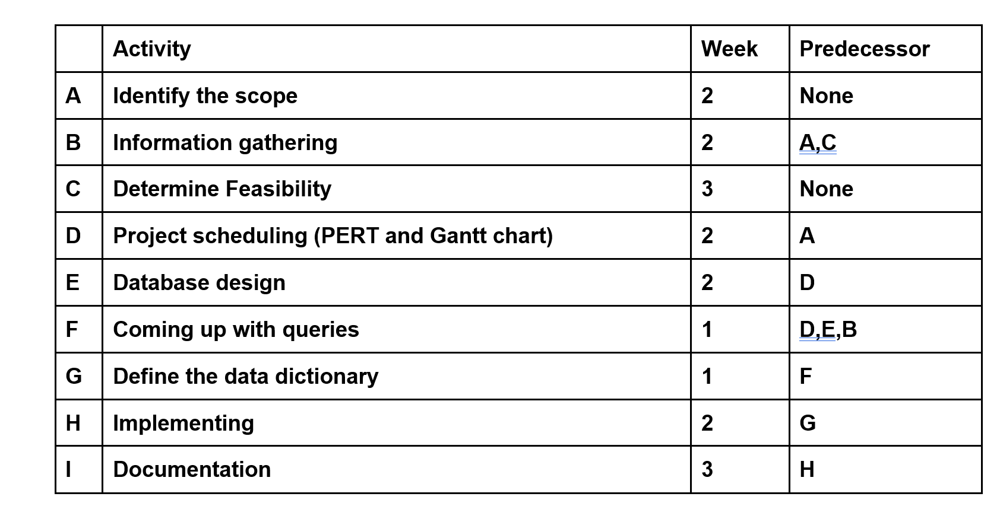 Activity Week Predecessor
A Identify the scope 2 None
B Information gathering 2 A,C
C Determine Feasibility 3 None
D Project scheduling (PERT and Gantt chart) 2 A
E Database design 2 D
F Coming up with queries 1 D,E,B
G Define the data dictionary 1 F
H Implementing 2 G
I Documentation 3 H